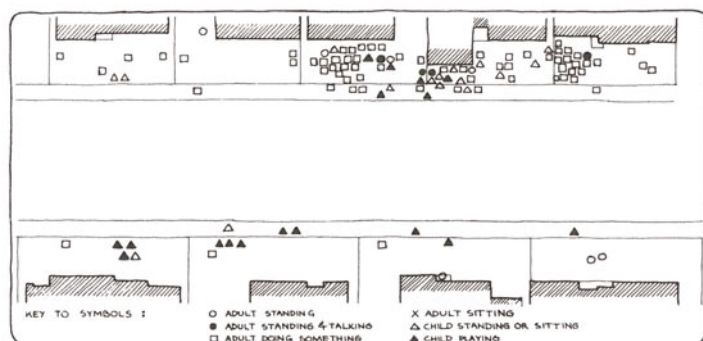 KEY TO SYMBOLS :
○ ADULT STANDING
● ADULT STANDING & TALKING
□ ADULT DOING SOMETHING
X ADULT SITTING
△ CHILD STANDING OR SITTING
▲ CHILD PLAYING